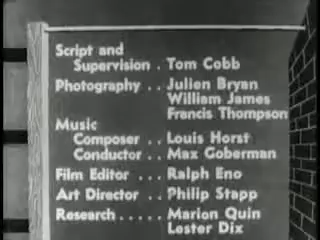 Script and
Supervision . Tom Cobb
Photography . . Julien Bryan
William James
Francis Thompson
Music
Composer . . Louis Horst
Conductor . . Max Goberman
Film Editor . . . Ralph Eno
Art Director . . Philip Stapp
Research . . . . . Marion Quin
Lester Dix